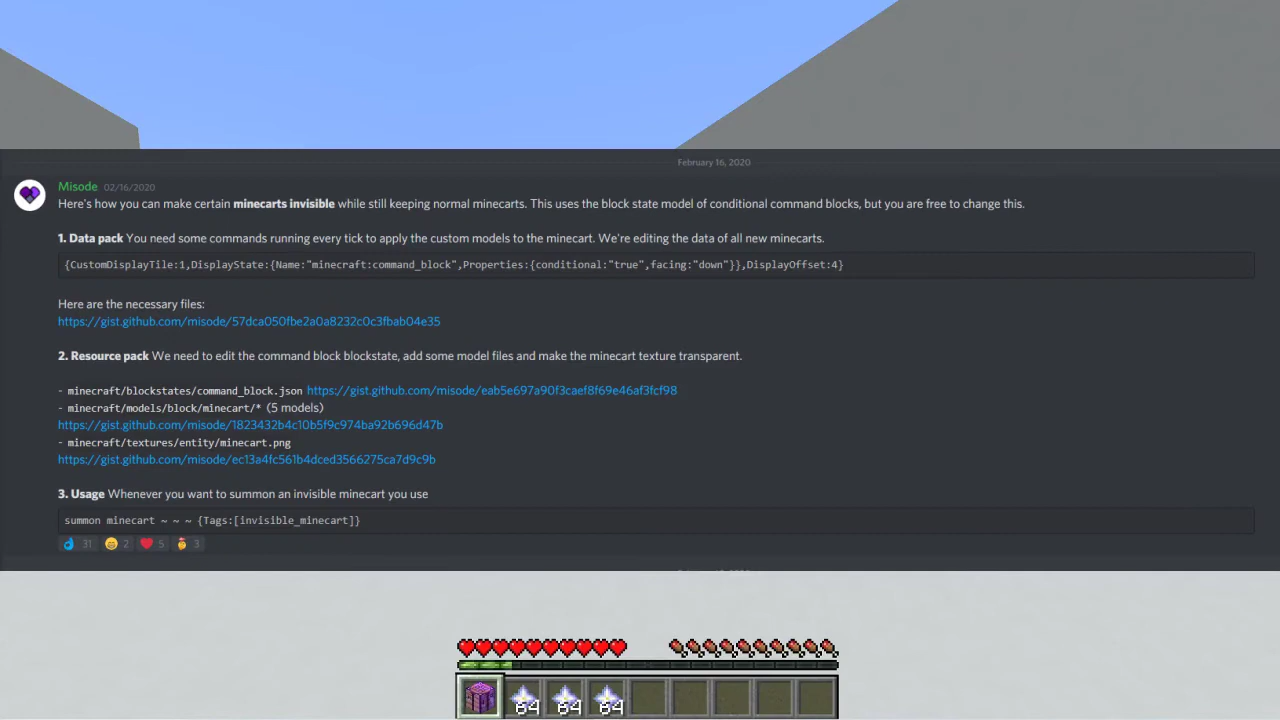 February 16, 2020
Misode 02/16/2020
Here's how you can make certain minecarts invisible while still keeping normal minecarts. This uses the block state model of conditional command blocks, but you are free to change this.
1. Data pack You need some commands running every tick to apply the custom models to the minecart. We're editing the data of all new minecarts.
{CustomDisplayTile:1,DisplayState:{Name:"minecraft:command_block",Properties:{conditional:"true",facing:"down"}},DisplayOffset:4}
Here are the necessary files:
https://gist.github.com/misode/57dca050fbe2a0a8232c0c3fbab04e35
2. Resource pack We need to edit the command block blockstate, add some model files and make the minecart texture transparent.
- minecraft/blockstates/command_block.json https://gist.github.com/misode/eab5e697a90f3caef8f69e46af3fcf98
- minecraft/models/block/minecart/* (5 models)
https://gist.github.com/misode/1823432b4c10b5f9c974ba92b696d47b
- minecraft/textures/entity/minecart.png
https://gist.github.com/misode/ec13a4fc561b4dced3566275ca7d9c9b
3. Usage Whenever you want to summon an invisible minecart you use
summon minecart ~ ~ ~ {Tags:[invisible_minecart]}
31 2 5 3
64 64 64